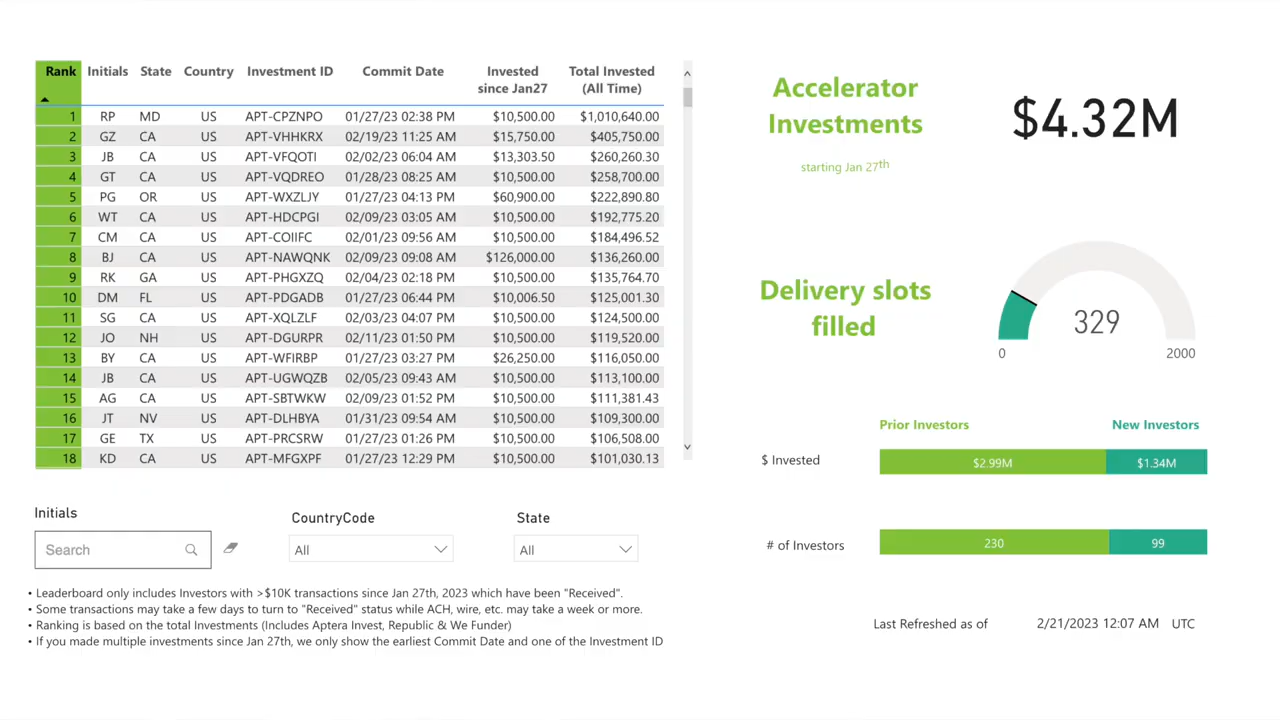 Rank Initials State Country Investment ID Commit Date Invested since Jan27 Total Invested (All Time)
1 RP MD US APT-CPZNPO 01/27/23 02:38 PM $10,500.00 $1,010,640.00
2 GZ CA US APT-VHHKRX 02/19/23 11:25 AM $15,750.00 $405,750.00
3 JB CA US APT-VFQOTI 02/02/23 06:04 AM $13,303.50 $260,260.30
4 GT CA US APT-VQDREO 01/28/23 08:25 AM $10,500.00 $258,700.00
5 PG OR US APT-WXZLJY 01/27/23 04:13 PM $60,900.00 $222,890.80
6 WT CA US APT-HDCPGI 02/09/23 03:05 AM $10,500.00 $192,775.20
7 CM CA US APT-COIIFC 02/01/23 09:56 AM $10,500.00 $184,496.52
8 BJ CA US APT-NAWQNK 02/09/23 09:08 AM $126,000.00 $136,260.00
9 RK GA US APT-PHGXZQ 02/04/23 02:18 PM $10,500.00 $135,764.70
10 DM FL US APT-PDGADB 01/27/23 06:44 PM $10,006.50 $125,001.30
11 SG CA US APT-XQLZLF 02/03/23 04:07 PM $10,500.00 $124,500.00
12 JO NH US APT-DGURPR 02/11/23 01:50 PM $10,500.00 $119,520.00
13 BY CA US APT-WFIRBP 01/27/23 03:27 PM $26,250.00 $116,050.00
14 JB CA US APT-UGWQZB 02/05/23 09:43 AM $10,500.00 $113,100.00
15 AG CA US APT-SBTWKW 02/09/23 01:52 PM $10,500.00 $111,381.43
16 JT NV US APT-DLHBYA 01/31/23 09:54 AM $10,500.00 $109,300.00
17 GE TX US APT-PRCSRW 01/27/23 01:26 PM $10,500.00 $106,508.00
18 KD CA US APT-MFGXPF 01/27/23 12:29 PM $10,500.00 $101,030.13
Initials
Search
CountryCode
All
State
All
• Leaderboard only includes Investors with >$10K transactions since Jan 27th, 2023 which have been "Received".
• Some transactions may take a few days to turn to "Received" status while ACH, wire, etc. may take a week or more.
• Ranking is based on the total Investments (Includes Aptera Invest, Republic & We Funder)
• If you made multiple investments since Jan 27th, we only show the earliest Commit Date and one of the Investment ID
Accelerator
Investments
starting Jan 27th
$4.32M
Delivery slots
filled
329
0 2000
Prior Investors New Investors
$ Invested $2.99M $1.34M
# of Investors 230 99
Last Refreshed as of 2/21/2023 12:07 AM UTC